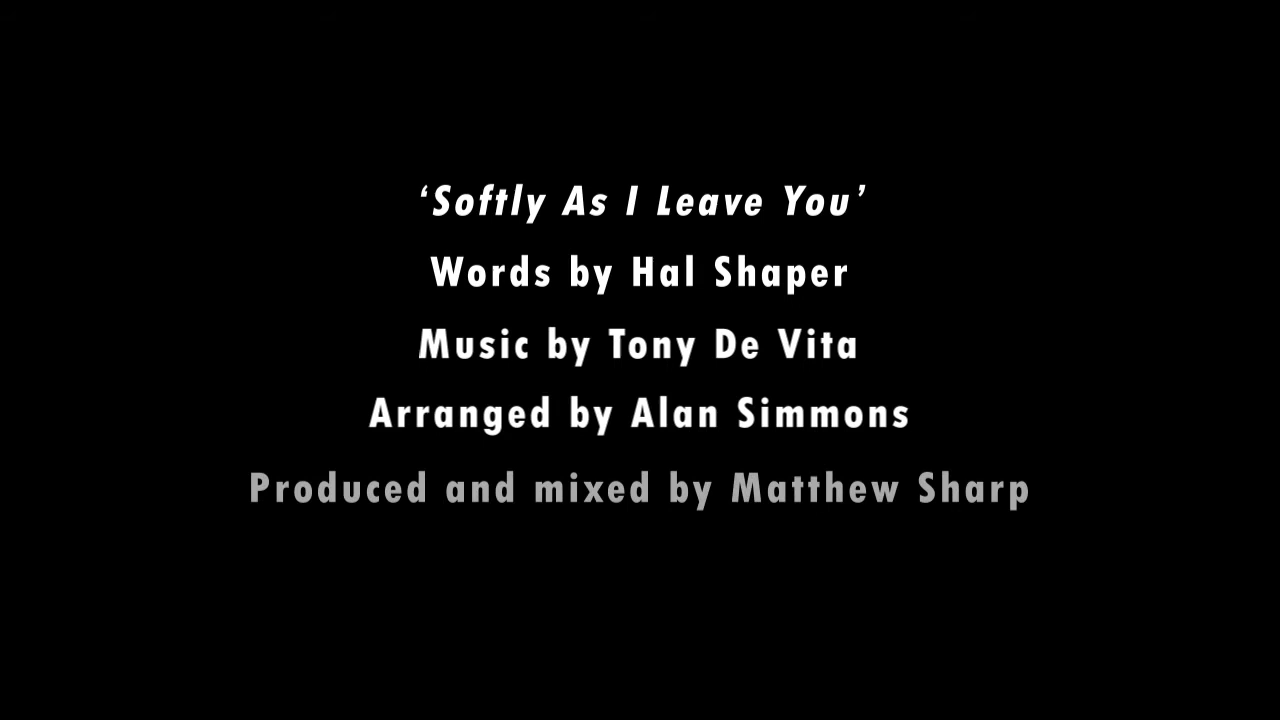 ‘Softly As I Leave You’
Words by Hal Shaper
Music by Tony De Vita
Arranged by Alan Simmons
Produced and mixed by Matthew Sharp